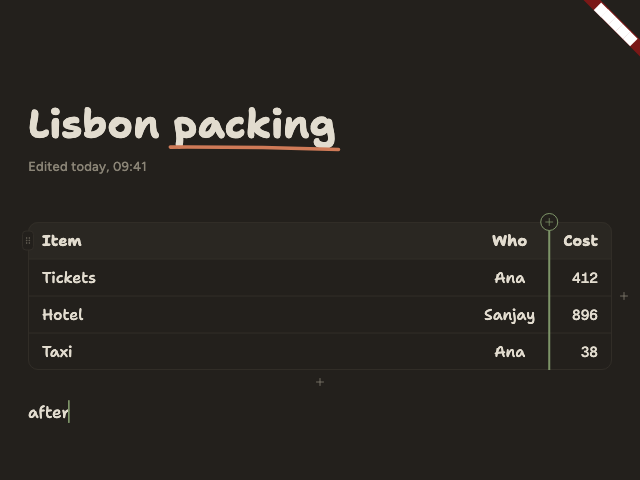 Lisbon packing
Edited today, 09:41
Item Who Cost
Tickets Ana 412
Hotel Sanjay 896
Taxi Ana 38
after